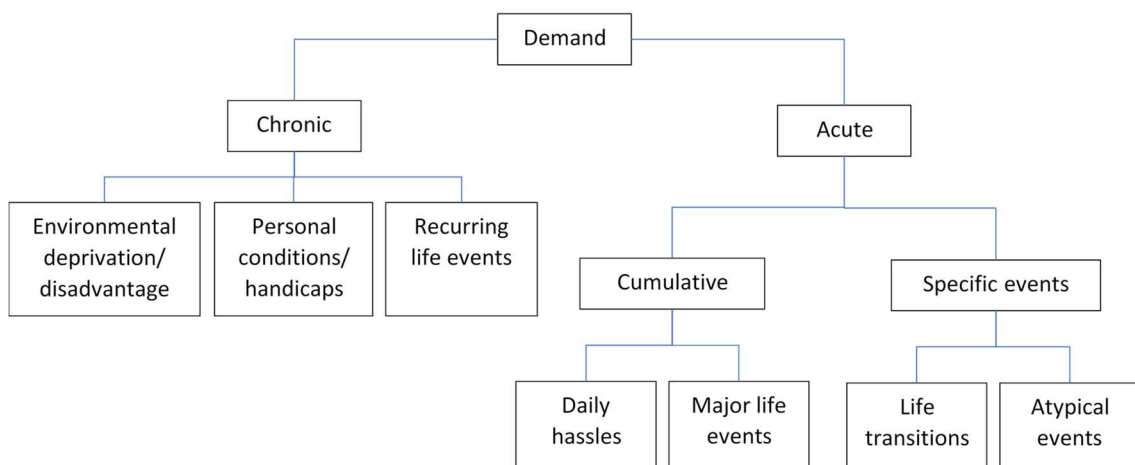 Demand
Chronic
Acute
Environmental
deprivation/
disadvantage
Personal
conditions/
handicaps
Recurring
life events
Cumulative
Specific events
Daily
hassles
Major life
events
Life
transitions
Atypical
events